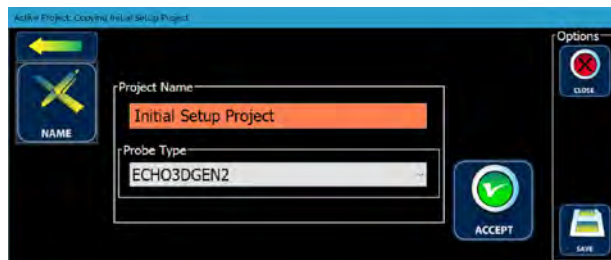 Active Project: Copying Initial Setup Project
Options
CLOSE
NAME
Project Name
Initial Setup Project
Probe Type
ECHO3DGEN2
ACCEPT
SAVE